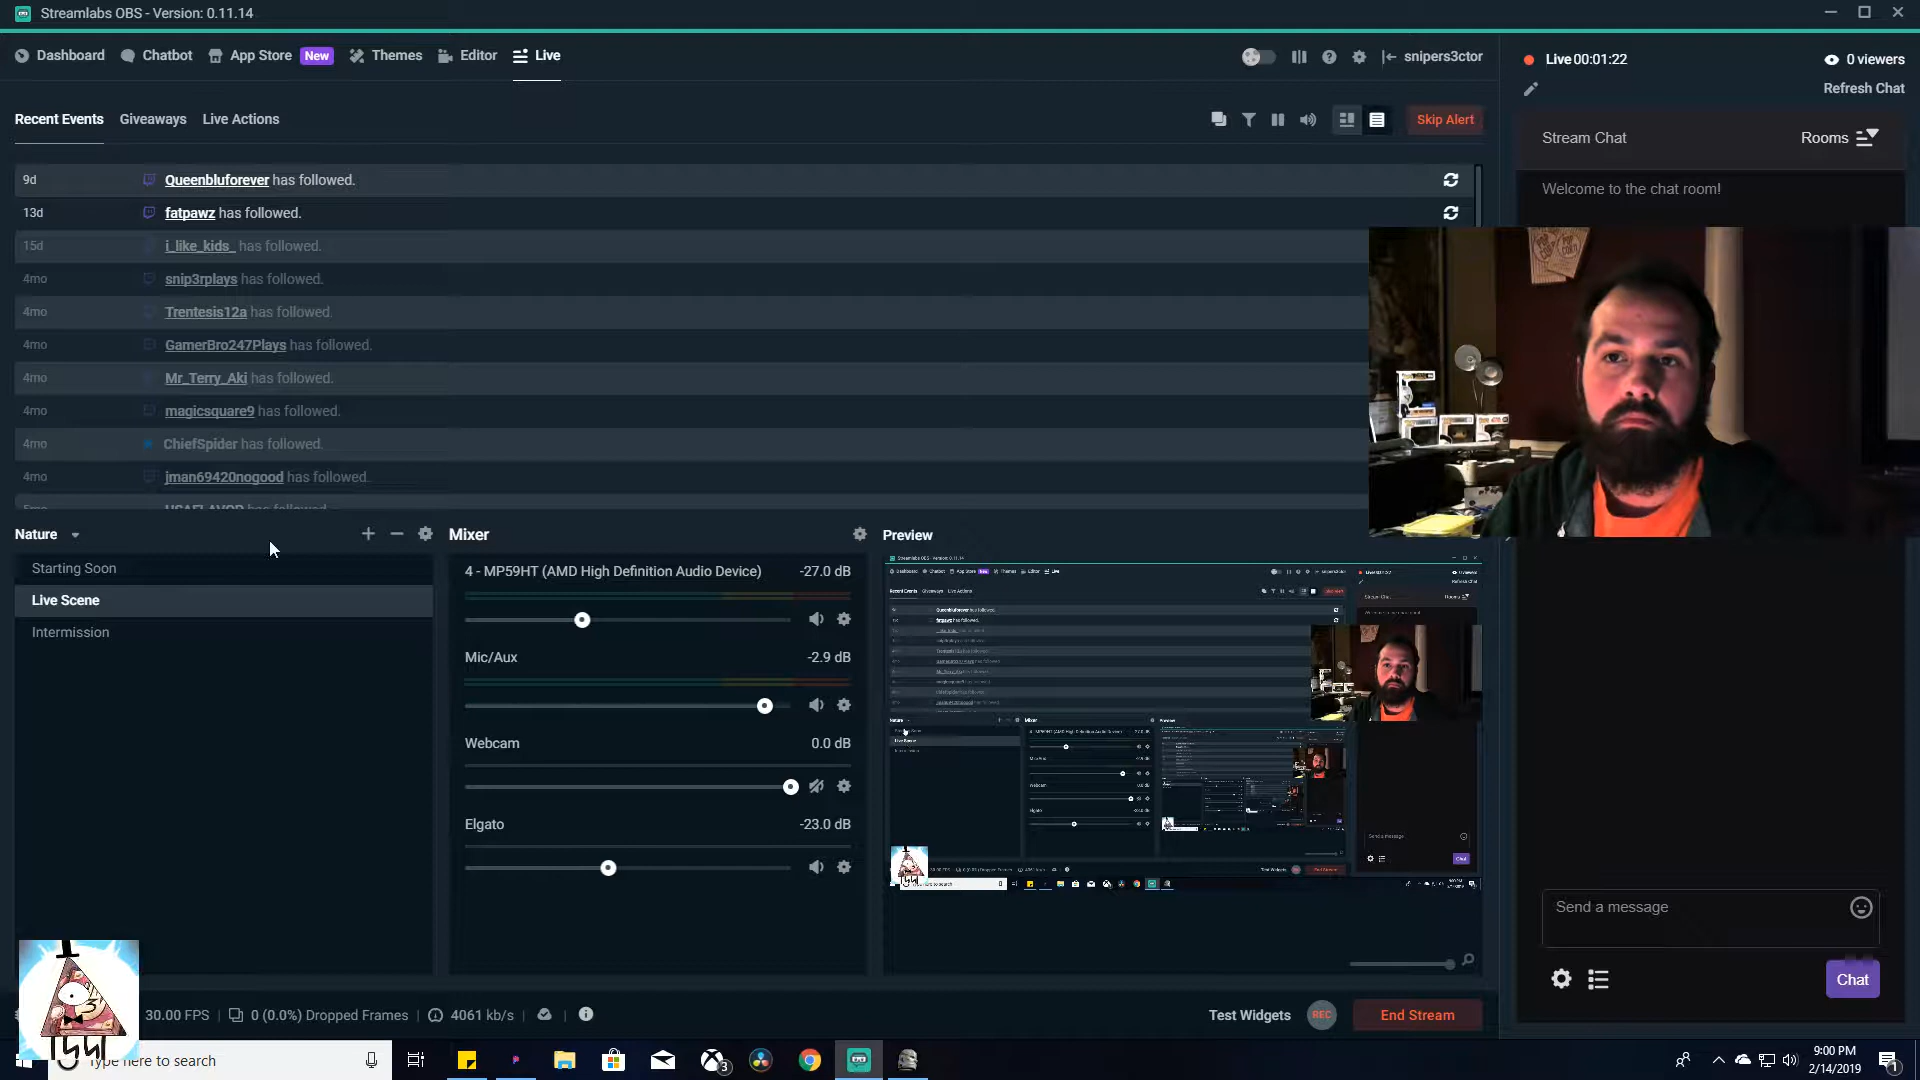 Streamlabs OBS - Version: 0.11.14
Dashboard Chatbot App Store New Themes Editor Live
snipers3ctor
Live 00:01:22 0 viewers
Refresh Chat
Recent Events Giveaways Live Actions
Skip Alert
Stream Chat Rooms
Welcome to the chat room!
9d Queenbluforever has followed.
13d fatpawz has followed.
15d i_like_kids_ has followed.
4mo snip3rplays has followed.
4mo Trentesis12a has followed.
4mo GamerBro247Plays has followed.
4mo Mr_Terry_Aki has followed.
4mo magicsquare9 has followed.
4mo ChiefSpider has followed.
4mo jman69420nogood has followed.
Nature
Starting Soon
Live Scene
Intermission
Mixer
4 - MP59HT (AMD High Definition Audio Device) -27.0 dB
Mic/Aux -2.9 dB
Webcam 0.0 dB
Elgato -23.0 dB
Preview
Send a message
Chat
30.00 FPS 0 (0.0%) Dropped Frames 4061 kb/s
Test Widgets REC End Stream
Type here to search
3
9:00 PM
2/14/2019
1